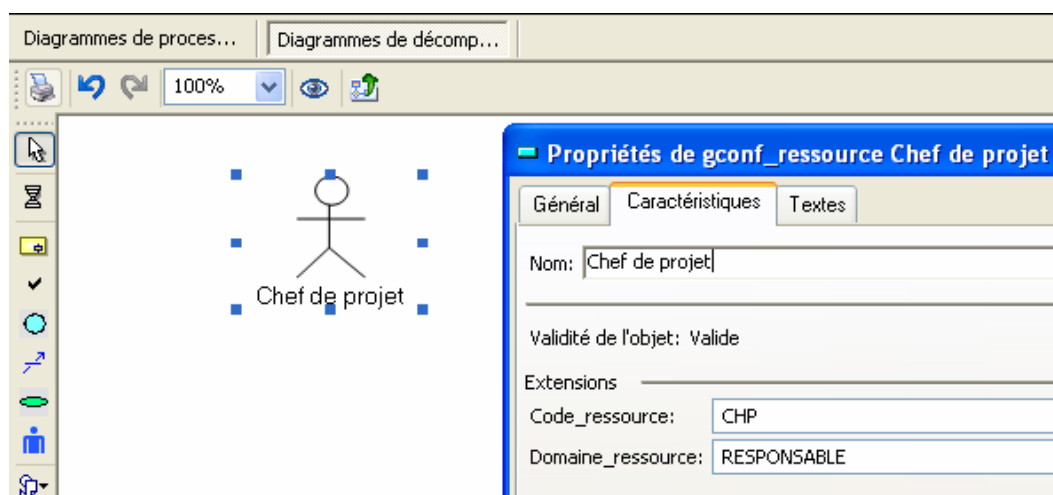 Diagrammes de proces... Diagrammes de décomp...
100%
Chef de projet
Propriétés de gconf_ressource Chef de projet
Général Caractéristiques Textes
Nom: Chef de projet
Validité de l'objet: Valide
Extensions
Code_ressource: CHP
Domaine_ressource: RESPONSABLE